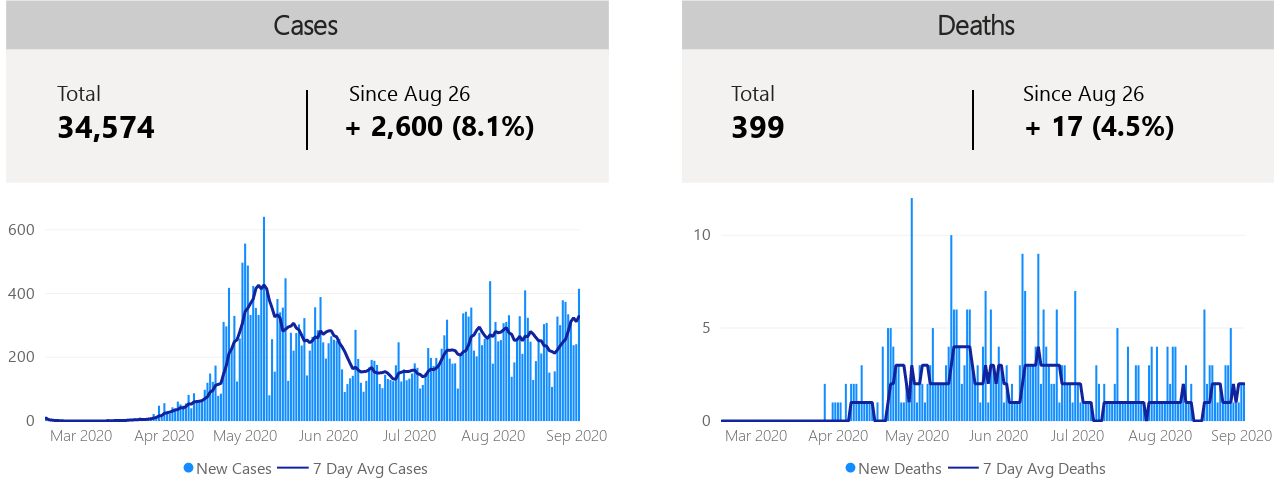 Cases
Total
Since Aug 26
34,574
+ 2,600 (8.1%)
600
400
200
0
Mar 2020 Apr 2020 May 2020 Jun 2020 Jul 2020 Aug 2020 Sep 2020
New Cases 7 Day Avg Cases
Deaths
Total
Since Aug 26
399
+ 17 (4.5%)
10
5
0
Mar 2020 Apr 2020 May 2020 Jun 2020 Jul 2020 Aug 2020 Sep 2020
New Deaths 7 Day Avg Deaths